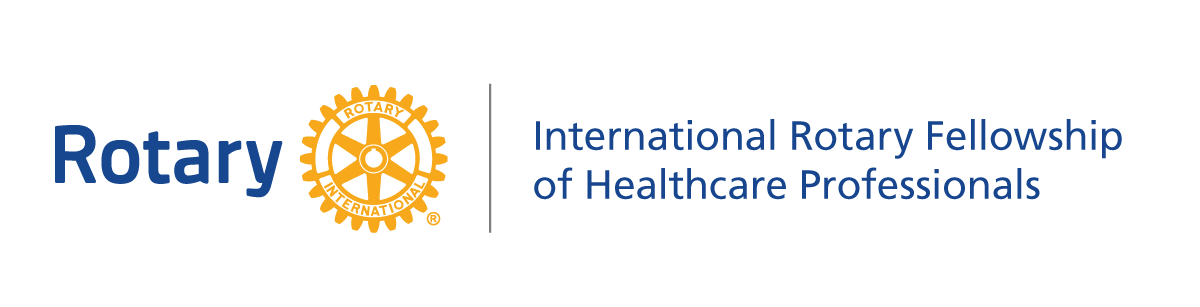 Rotary
ROTARY
INTERNATIONAL
®
International Rotary Fellowship
of Healthcare Professionals